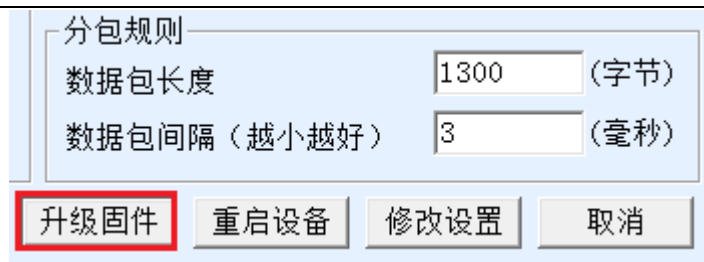 分包规则
数据包长度 1300 (字节)
数据包间隔（越小越好） 3 (毫秒)
升级固件 重启设备 修改设置 取消